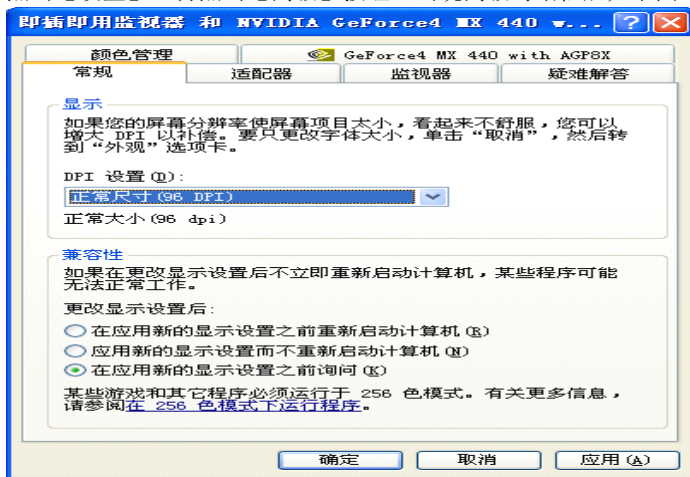 即插即用监视器 和 NVIDIA GeForce4 MX 440 w...
颜色管理
GeForce4 MX 440 with AGP8X
常规
适配器
监视器
疑难解答
显示
如果您的屏幕分辨率使屏幕项目太小，看起来不舒服，您可以
增大 DPI 以补偿。要只更改字体大小，单击“取消”，然后转
到“外观”选项卡。
DPI 设置(D):
正常尺寸(96 DPI)
正常大小(96 dpi)
兼容性
如果在更改显示设置后不立即重新启动计算机，某些程序可能
无法正常工作。
更改显示设置后:
在应用新的显示设置之前重新启动计算机(R)
应用新的显示设置而不重新启动计算机(N)
在应用新的显示设置之前询问(K)
某些游戏和其它程序必须运行于 256 色模式。有关更多信息，
请参阅在 256 色模式下运行程序。
确定
取消
应用(A)